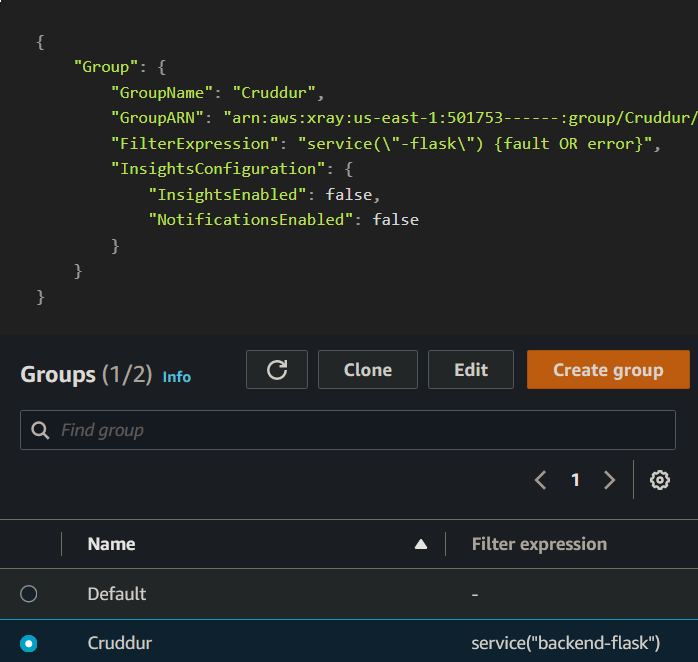 {
"Group": {
"GroupName": "Cruddur",
"GroupARN": "arn:aws:xray:us-east-1:501753------:group/Cruddur/
"FilterExpression": "service(\"-flask\") {fault OR error}",
"InsightsConfiguration": {
"InsightsEnabled": false,
"NotificationsEnabled": false
}
}
}
Groups (1/2) Info Clone Edit Create group
Find group
1
Name Filter expression
Default -
Cruddur service("backend-flask")